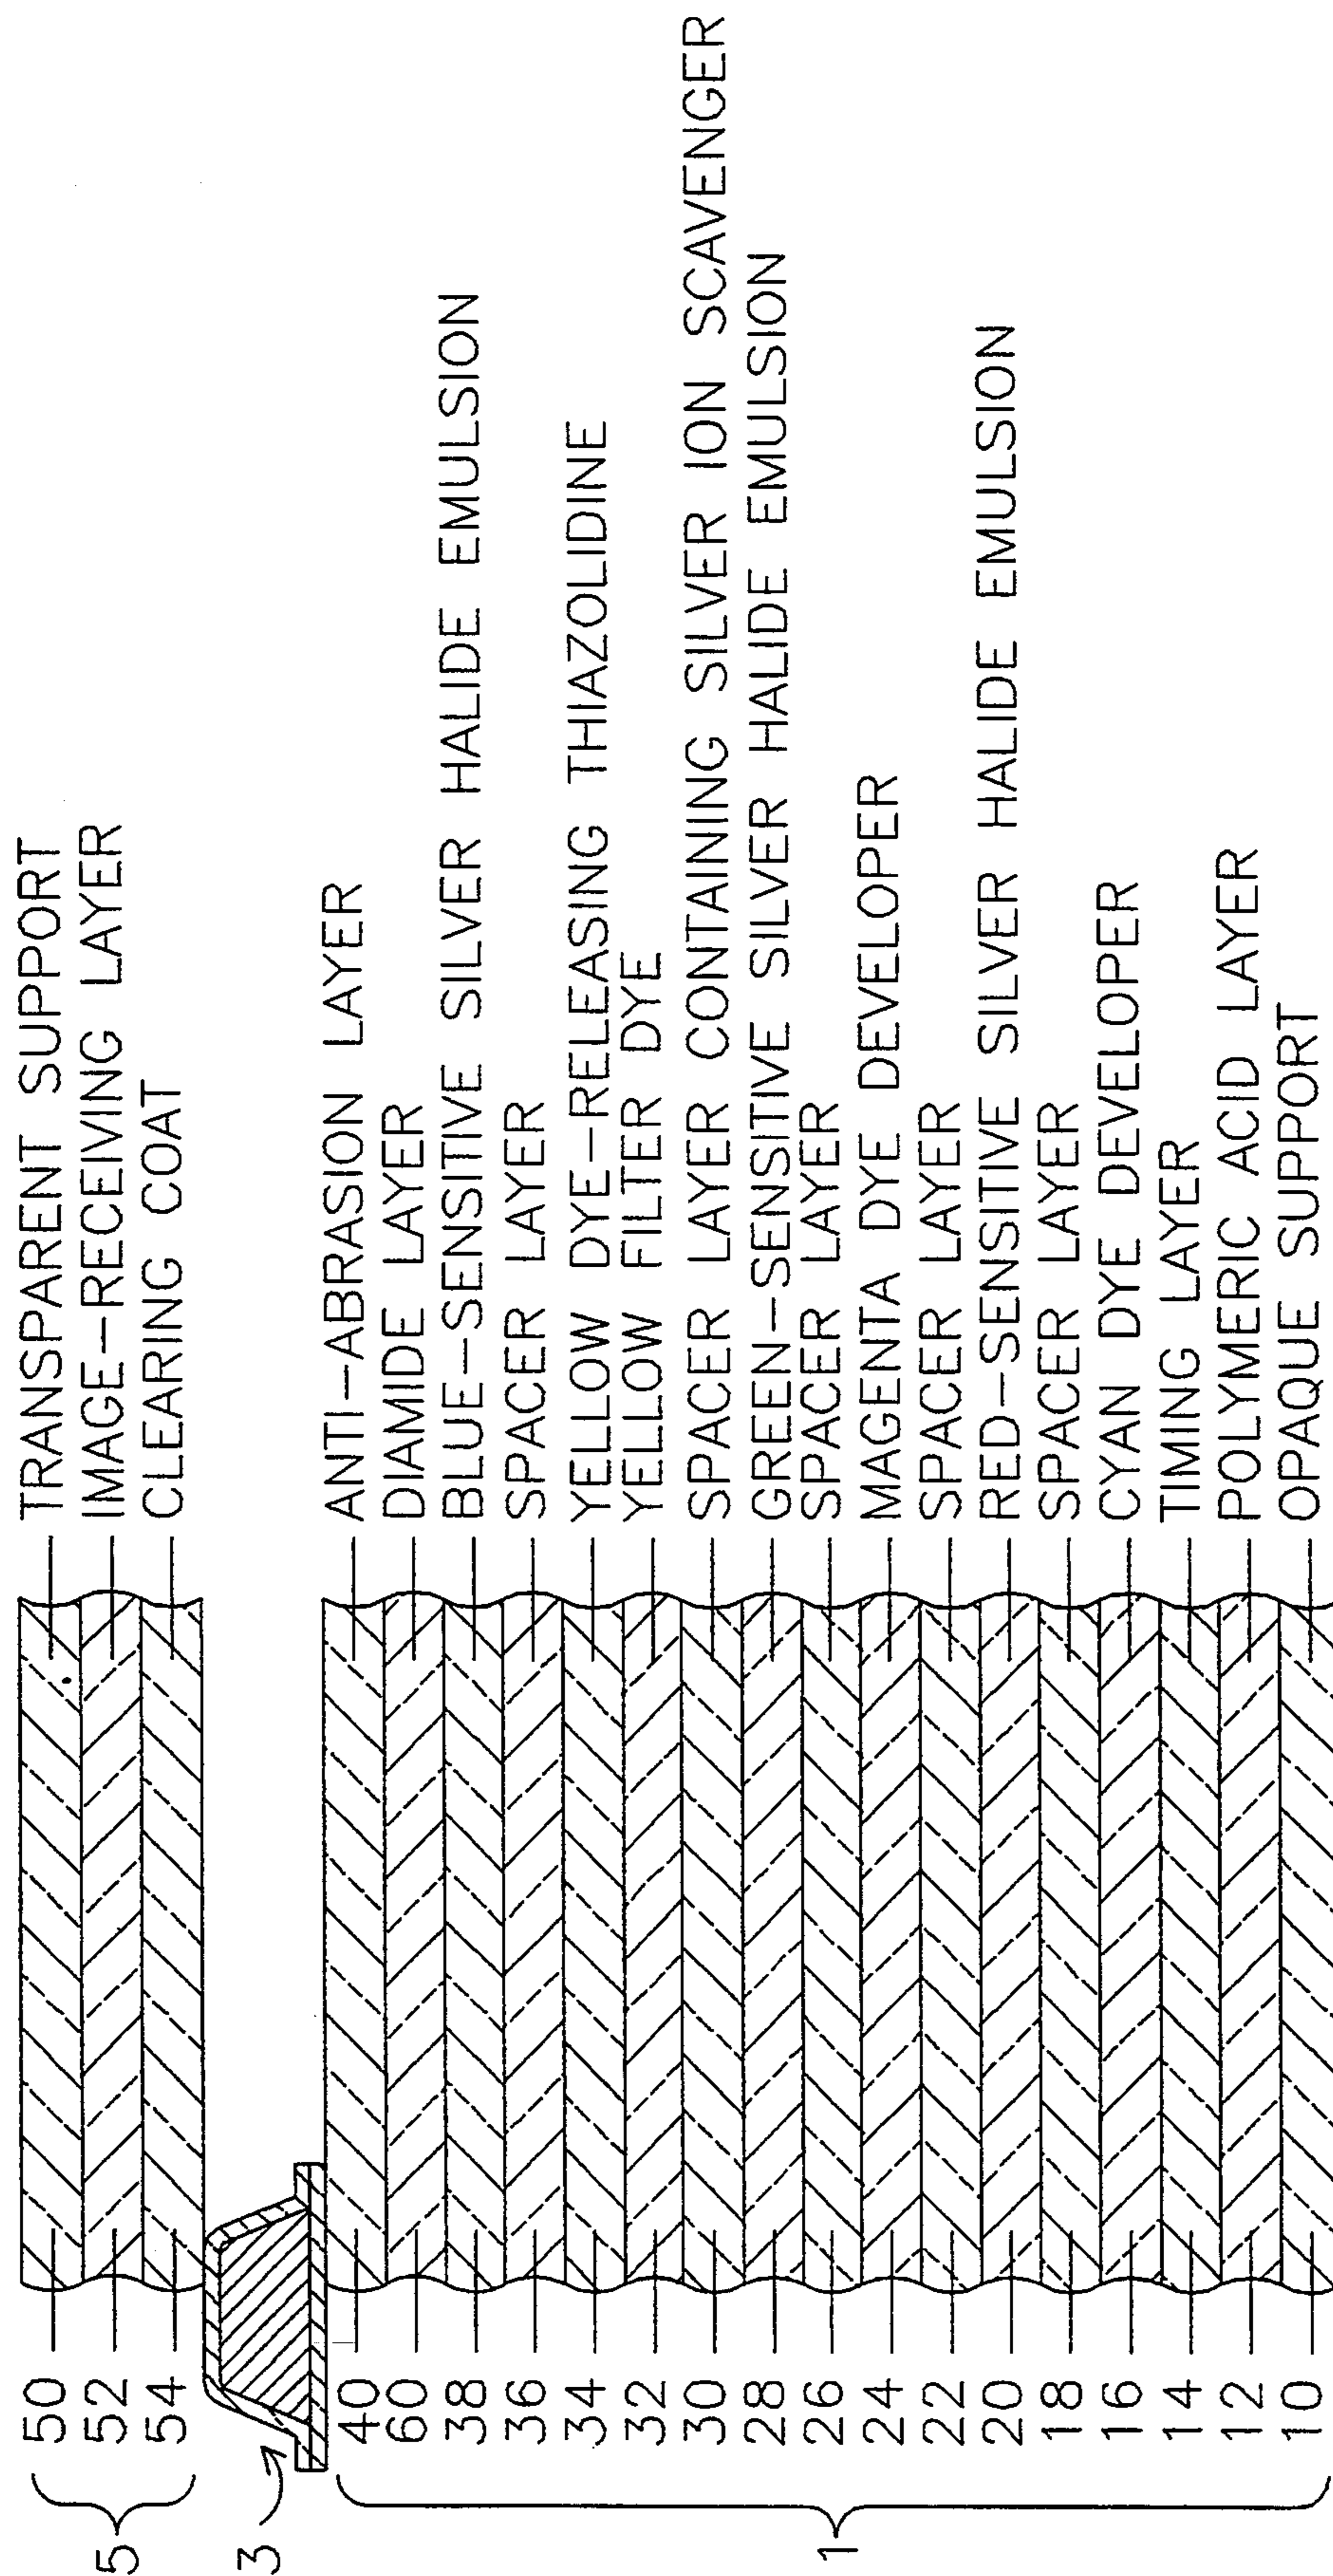 5
50 TRANSPARENT SUPPORT
52 IMAGE-RECEIVING LAYER
54 CLEARING COAT
3
1
40 ANTI-ABRASION LAYER
60 DIAMIDE LAYER
38 BLUE-SENSITIVE SILVER HALIDE EMULSION
36 SPACER LAYER
34 YELLOW DYE-RELEASING THIAZOLIDINE
32 YELLOW FILTER DYE
30 SPACER LAYER CONTAINING SILVER ION SCAVENGER
28 GREEN-SENSITIVE SILVER HALIDE EMULSION
26 SPACER LAYER
24 MAGENTA DYE DEVELOPER
22 SPACER LAYER
20 RED-SENSITIVE SILVER HALIDE EMULSION
18 SPACER LAYER
16 CYAN DYE DEVELOPER
14 TIMING LAYER
12 POLYMERIC ACID LAYER
10 OPAQUE SUPPORT